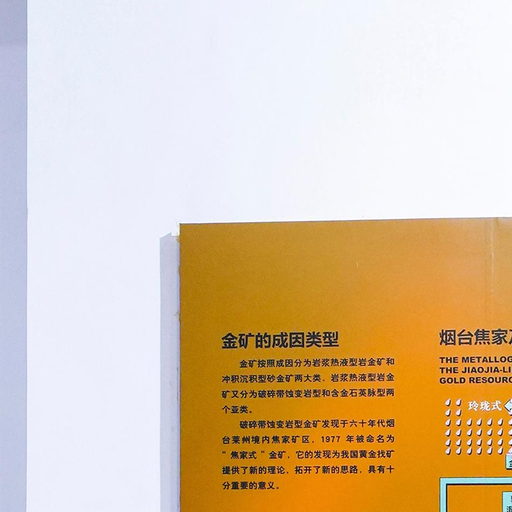 金矿的成因类型
金矿按照成因分为岩浆热液型岩金矿和
冲积沉积型砂金矿两大类。岩浆热液型岩金
矿又分为破碎带蚀变岩型和含金石英脉型两
个亚类。
破碎带蚀变岩型金矿发现于六十年代烟
台莱州境内焦家矿区，1977 年被命名为
“焦家式”金矿，它的发现为我国黄金找矿
提供了新的理论、拓开了新的思路，具有十
分重要的意义。
烟台焦家
THE METALLOG
THE JIAOJIA-LI
GOLD RESOURC
玲珑式